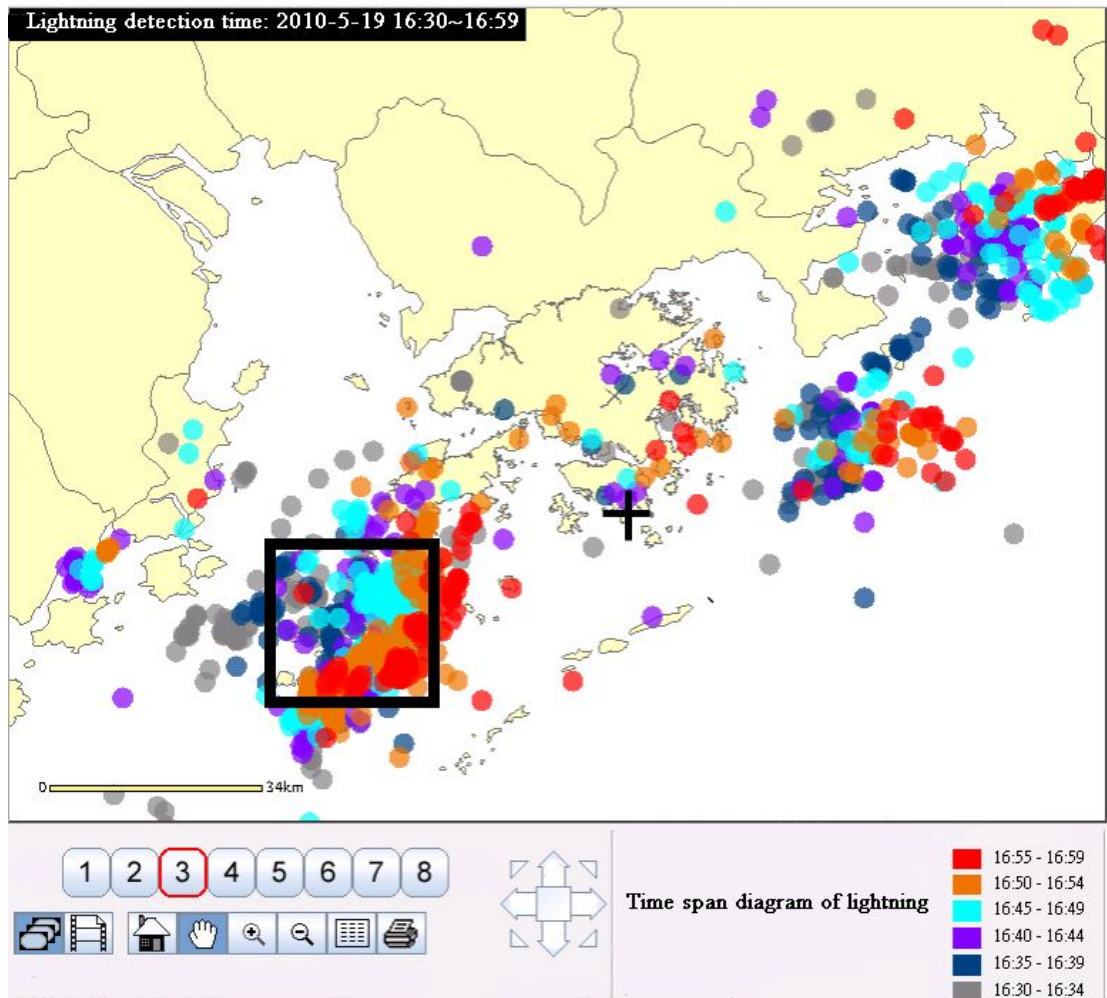 Lightning detection time: 2010-5-19 16:30~16:59
0 34km
1 2 3 4 5 6 7 8
Time span diagram of lightning
16:55 - 16:59
16:50 - 16:54
16:45 - 16:49
16:40 - 16:44
16:35 - 16:39
16:30 - 16:34